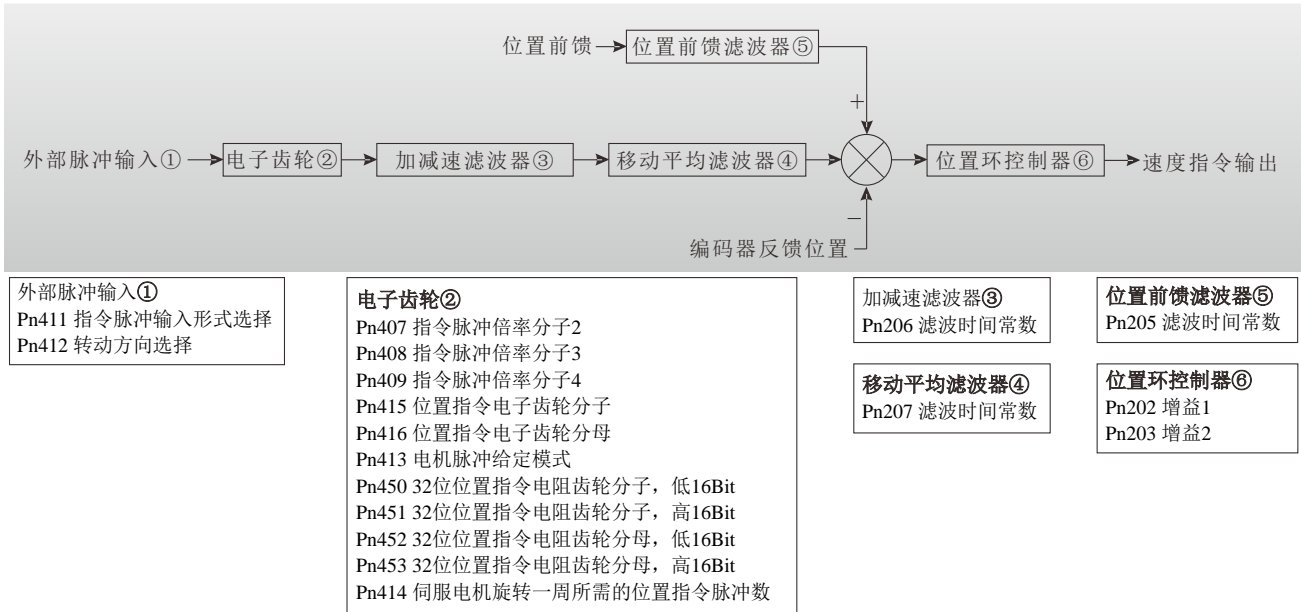 位置前馈
位置前馈滤波器⑤
+
外部脉冲输入①
电子齿轮②
加减速滤波器③
移动平均滤波器④
位置环控制器⑥
速度指令输出
−
编码器反馈位置
外部脉冲输入①
Pn411 指令脉冲输入形式选择
Pn412 转动方向选择
电子齿轮②
Pn407 指令脉冲倍率分子2
Pn408 指令脉冲倍率分子3
Pn409 指令脉冲倍率分子4
Pn415 位置指令电子齿轮分子
Pn416 位置指令电子齿轮分母
Pn413 电机脉冲给定模式
Pn450 32位位置指令电阻齿轮分子，低16Bit
Pn451 32位位置指令电阻齿轮分子，高16Bit
Pn452 32位位置指令电阻齿轮分母，低16Bit
Pn453 32位位置指令电阻齿轮分母，高16Bit
Pn414 伺服电机旋转一周所需的位置指令脉冲数
加减速滤波器③
Pn206 滤波时间常数
移动平均滤波器④
Pn207 滤波时间常数
位置前馈滤波器⑤
Pn205 滤波时间常数
位置环控制器⑥
Pn202 增益1
Pn203 增益2